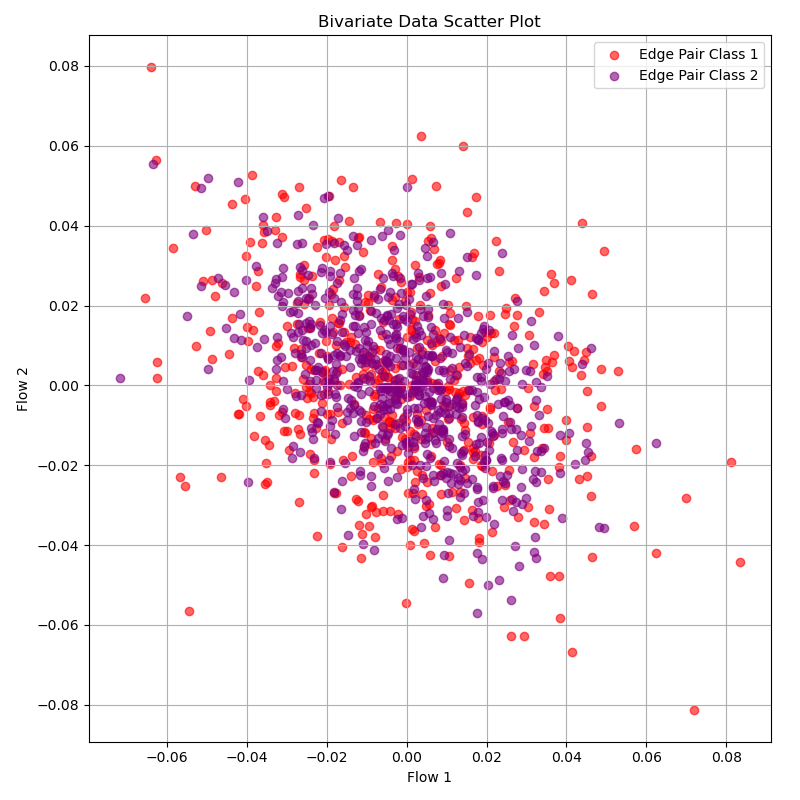 Bivariate Data Scatter Plot
Edge Pair Class 1
Edge Pair Class 2
0.08
0.06
0.04
0.02
0.00
−0.02
−0.04
−0.06
−0.08
Flow 2
−0.06 −0.04 −0.02 0.00 0.02 0.04 0.06 0.08
Flow 1